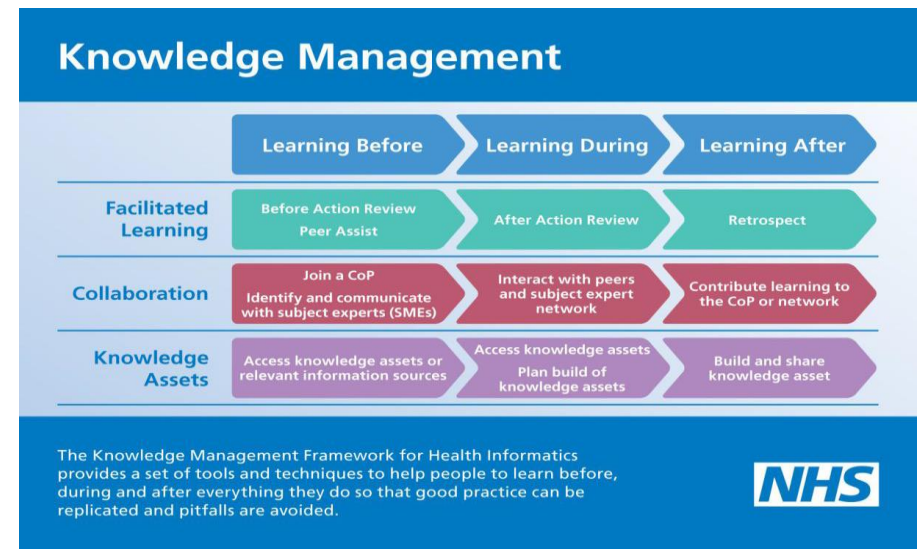 Knowledge Management
Learning Before
Learning During
Learning After
Facilitated
Learning
Before Action Review
Peer Assist
After Action Review
Retrospect
Collaboration
Join a CoP
Identify and communicate
with subject experts (SMEs)
Interact with peers
and subject expert
network
Contribute learning to
the CoP or network
Knowledge
Assets
Access knowledge assets or
relevant information sources
Access knowledge assets
Plan build of
knowledge assets
Build and share
knowledge asset
The Knowledge Management Framework for Health Informatics
provides a set of tools and techniques to help people to learn before,
during and after everything they do so that good practice can be
replicated and pitfalls are avoided.
NHS